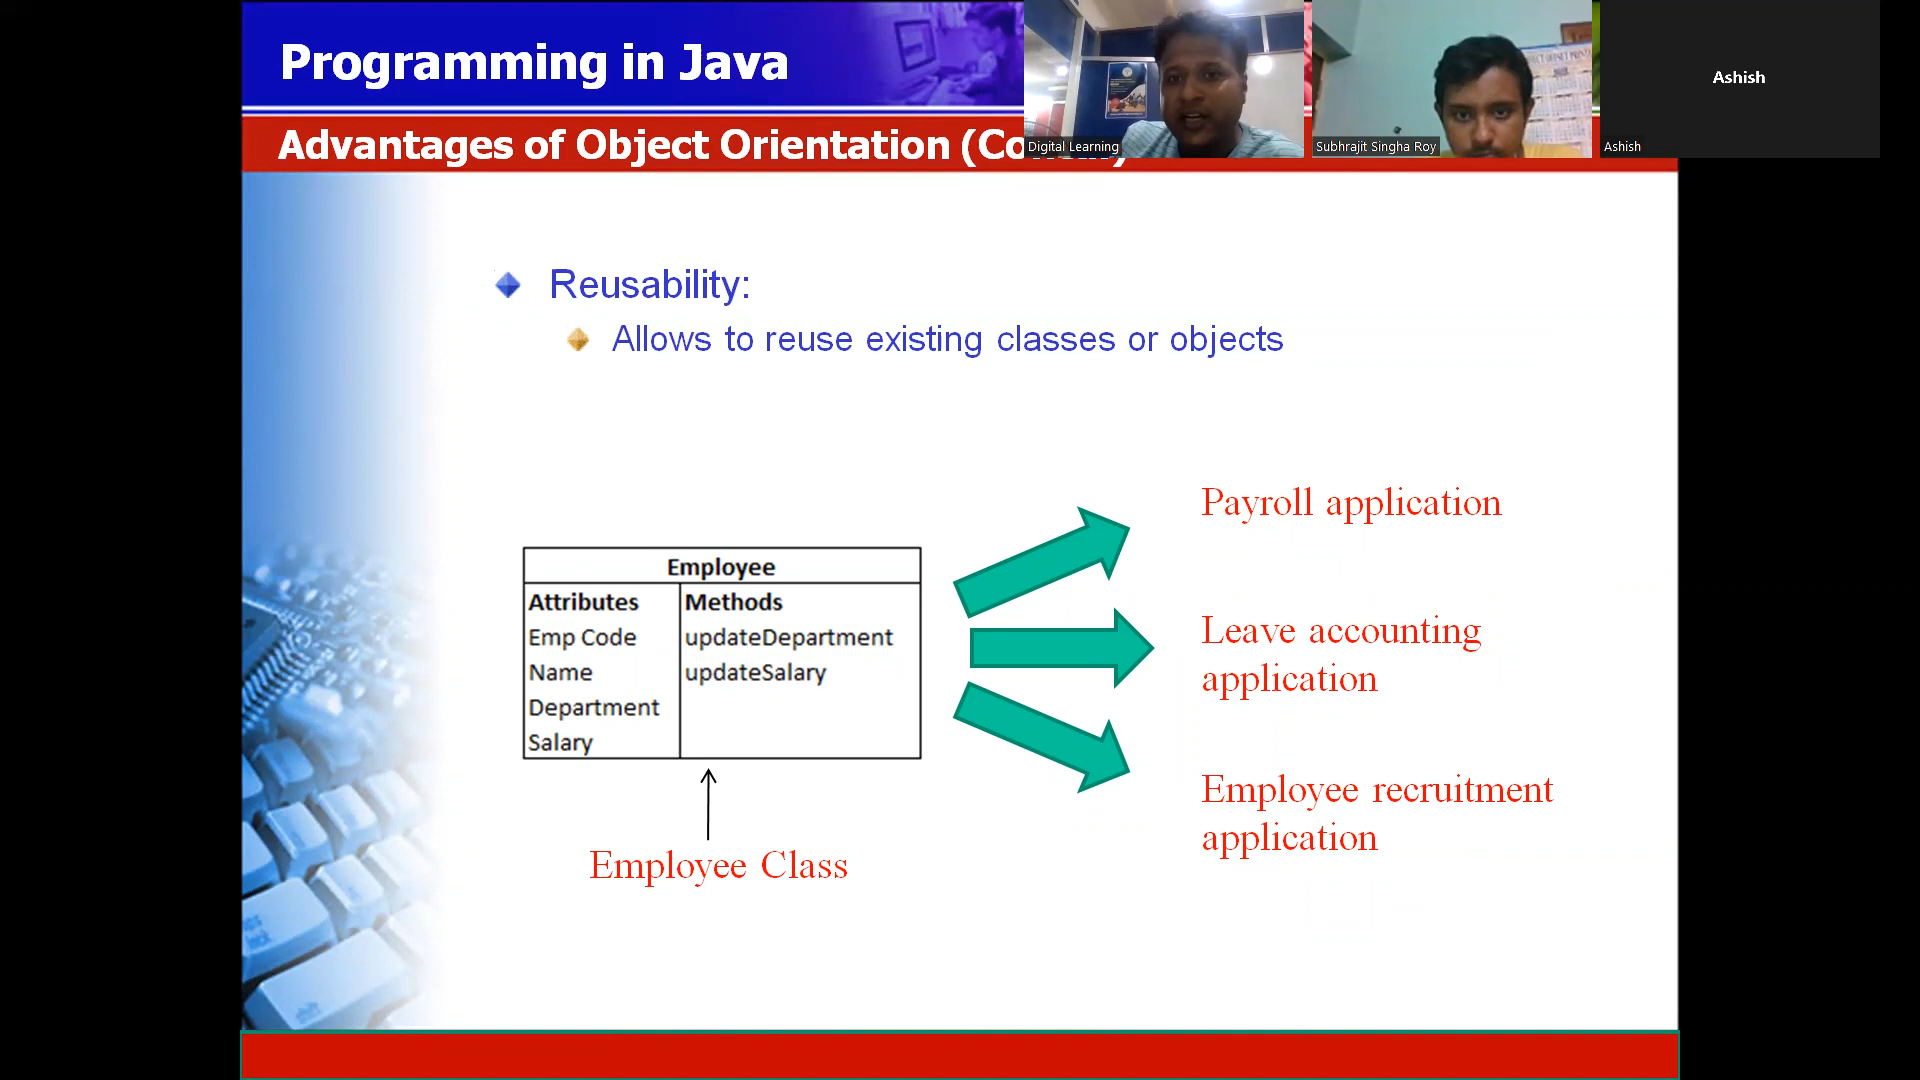 Programming in Java
Advantages of Object Orientation (Co
Digital Learning
Subhrajit Singha Roy
Ashish
Ashish
Reusability:
Allows to reuse existing classes or objects
Employee
Attributes Methods
Emp Code updateDepartment
Name updateSalary
Department
Salary
Employee Class
Payroll application
Leave accounting
application
Employee recruitment
application